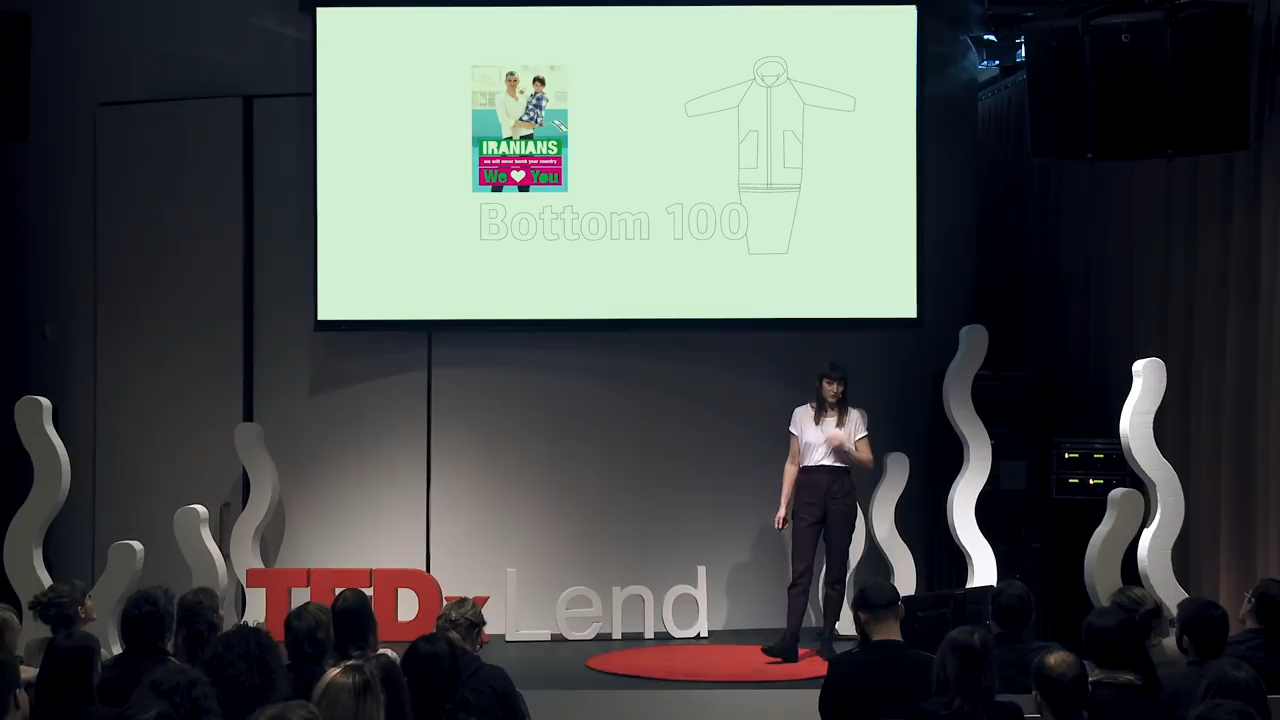 IRANIANS
we will never bomb your country
We ♥ You
Bottom 100
TEDx Lend